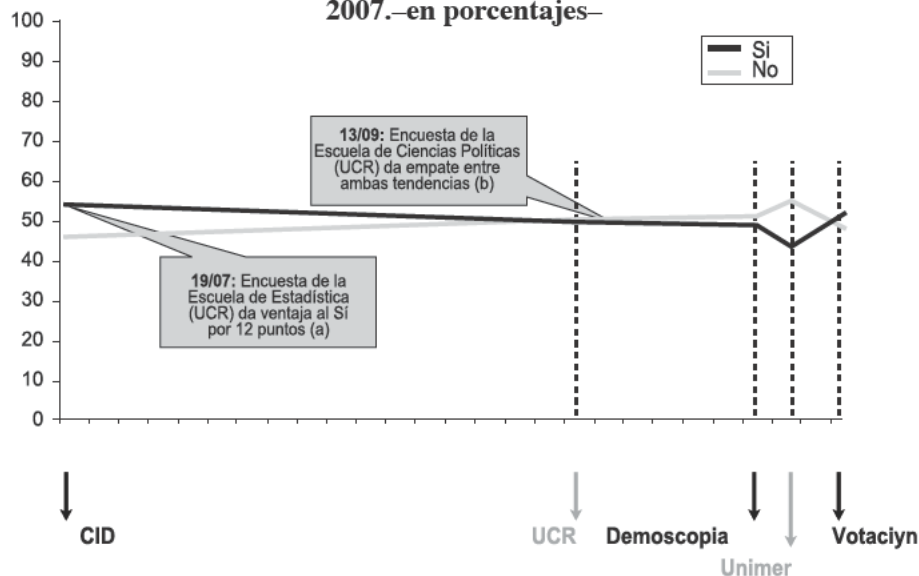 2007.–en porcentajes–
100
90
80
70
60
50
40
30
20
10
0
Si
No
13/09: Encuesta de la
Escuela de Ciencias Políticas
(UCR) da empate entre
ambas tendencias (b)
19/07: Encuesta de la
Escuela de Estadística
(UCR) da ventaja al Sí
por 12 puntos (a)
CID
UCR
Demoscopia
Unimer
Votaciyn